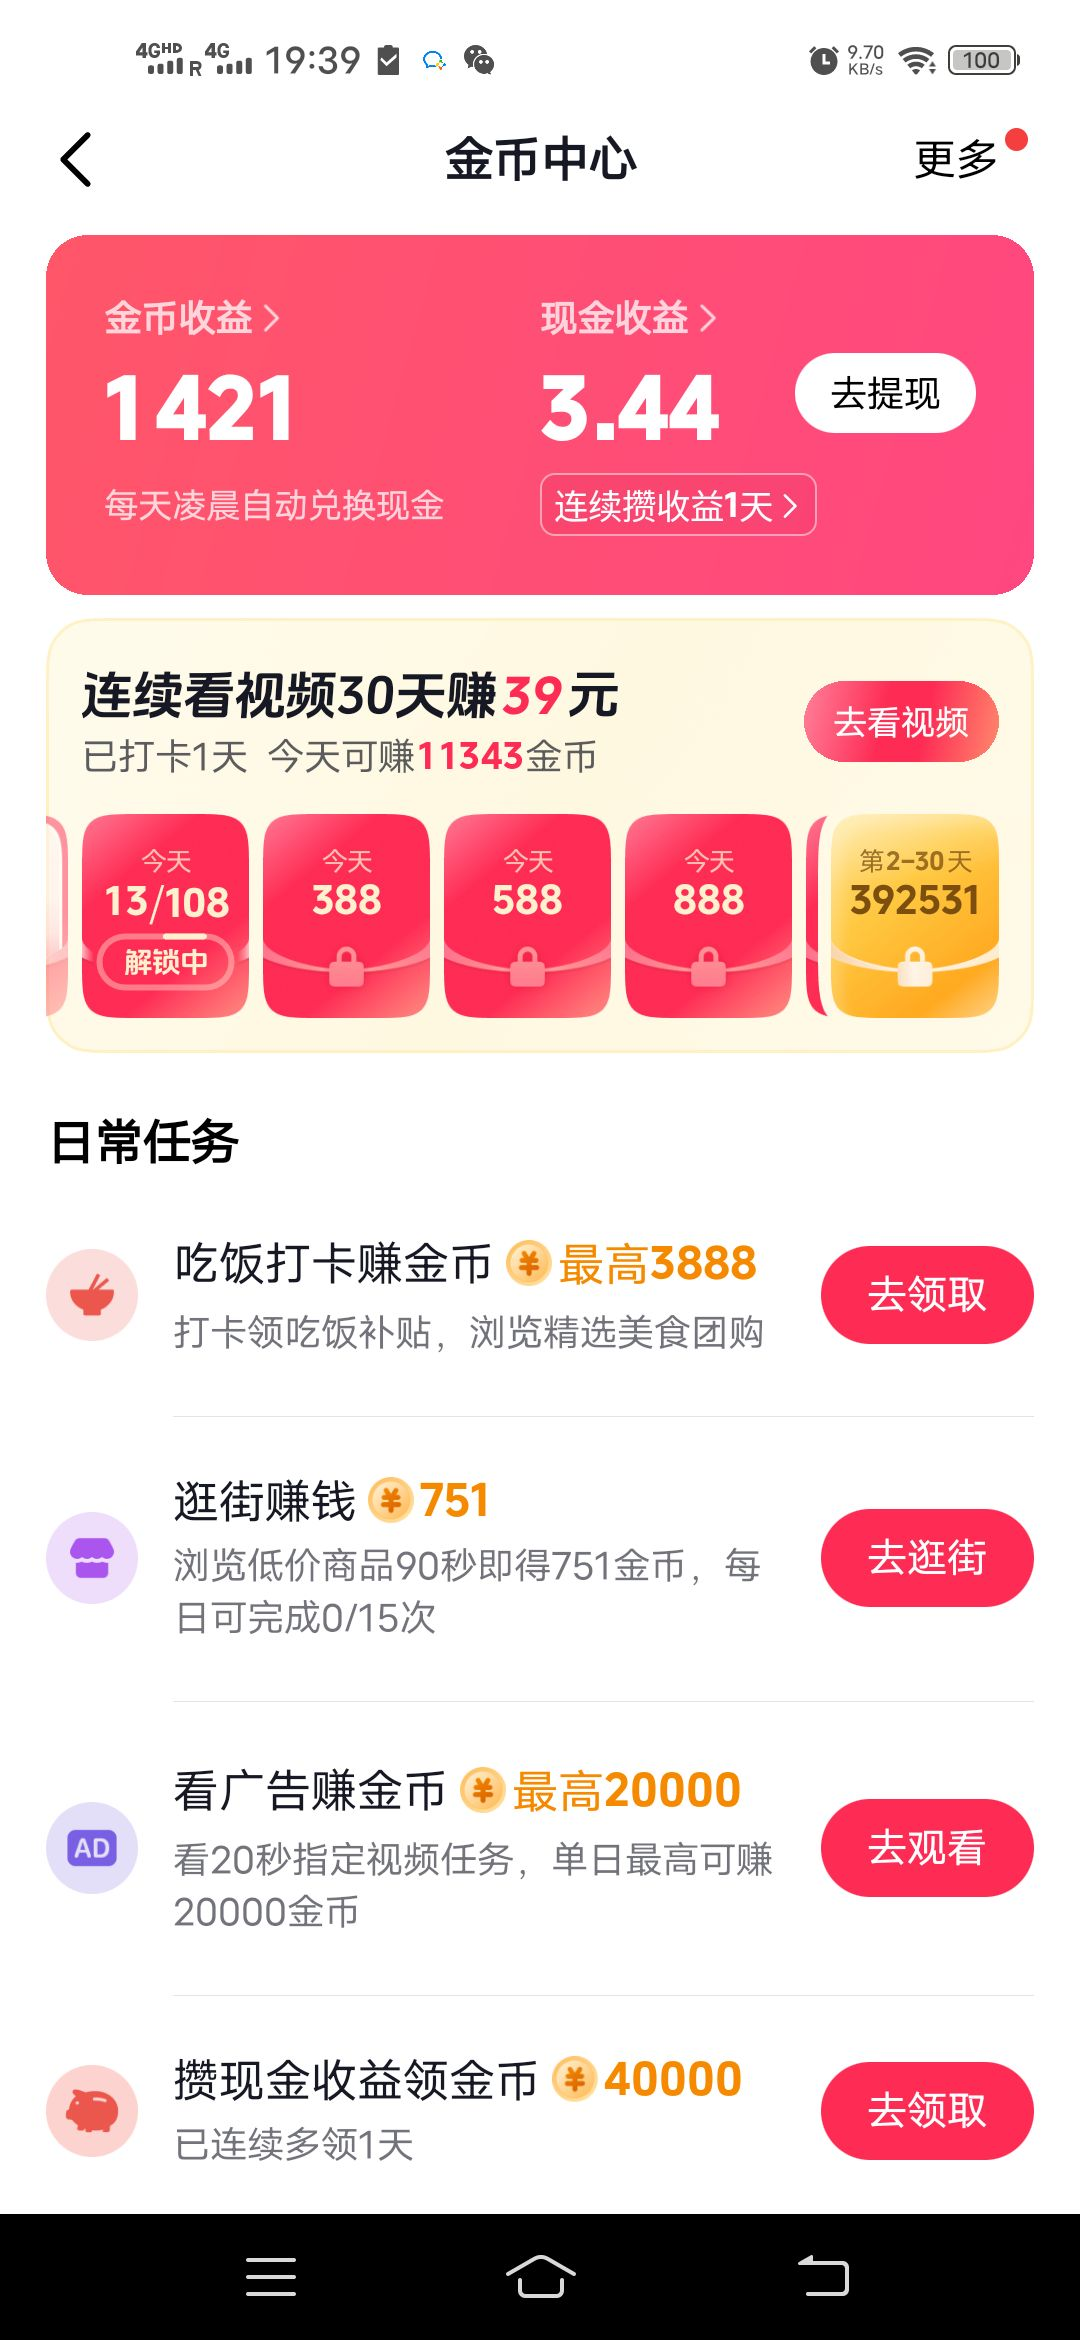 4GHD R 4G 19:39 9.70 KB/s 100
金币中心 更多
金币收益 现金收益
1421 3.44 去提现
每天凌晨自动兑换现金 连续攒收益1天
连续看视频30天赚39元 去看视频
已打卡1天 今天可赚11343金币
今天 今天 今天 今天 第2-30天
13/108 388 588 888 392531
解锁中
日常任务
吃饭打卡赚金币 最高3888
打卡领吃饭补贴，浏览精选美食团购
去领取
逛街赚钱 751
浏览低价商品90秒即得751金币，每
日可完成0/15次
去逛街
看广告赚金币 最高20000
AD
看20秒指定视频任务，单日最高可赚
20000金币
去观看
攒现金收益领金币 40000
已连续多领1天
去领取